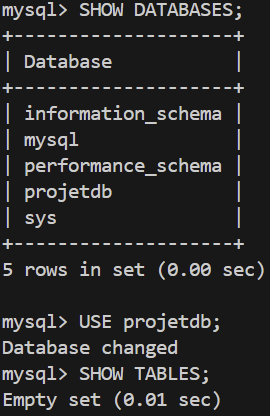 mysql> SHOW DATABASES;
+--------------------+
| Database           |
+--------------------+
| information_schema |
| mysql              |
| performance_schema |
| projetdb           |
| sys                |
+--------------------+
5 rows in set (0.00 sec)
mysql> USE projetdb;
Database changed
mysql> SHOW TABLES;
Empty set (0.01 sec)